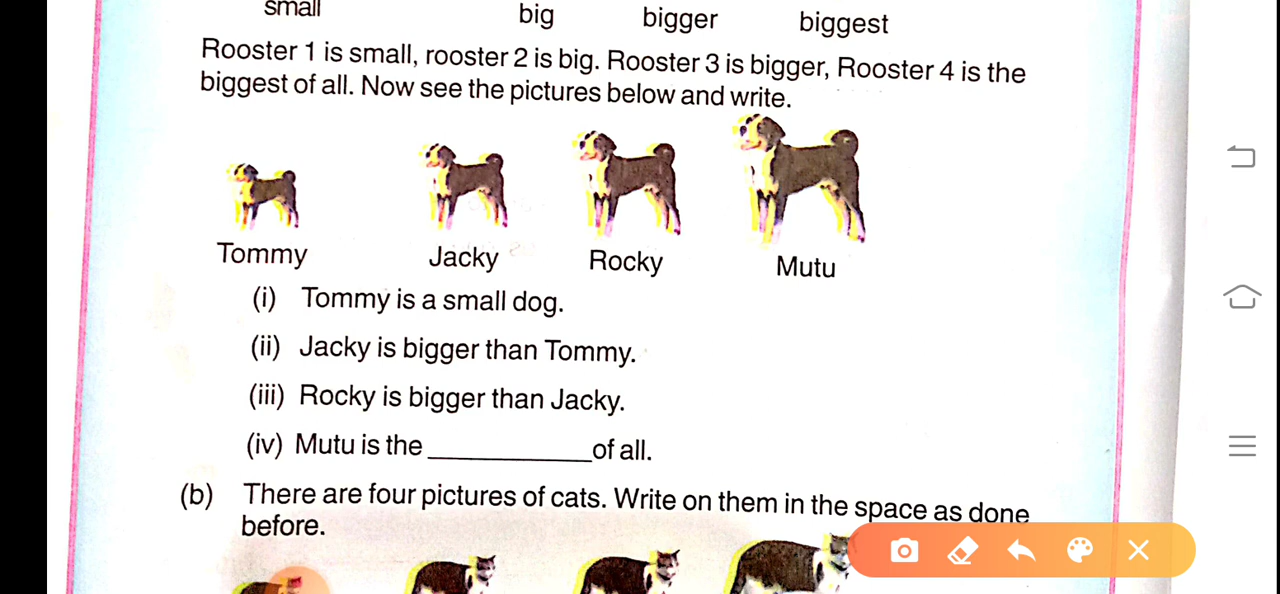 small big bigger biggest
Rooster 1 is small, rooster 2 is big. Rooster 3 is bigger, Rooster 4 is the
biggest of all. Now see the pictures below and write.
Tommy Jacky Rocky Mutu
(i) Tommy is a small dog.
(ii) Jacky is bigger than Tommy.
(iii) Rocky is bigger than Jacky.
(iv) Mutu is the ____________ of all.
(b) There are four pictures of cats. Write on them in the space as done
before.